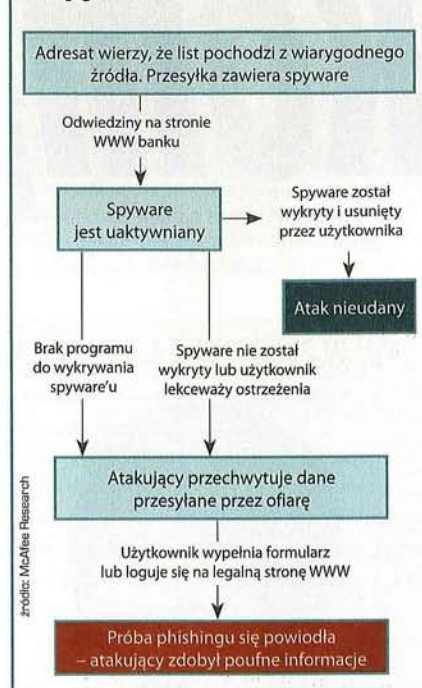 Adresat wierzy, że list pochodzi z wiarygodnego
źródła. Przesyłka zawiera spyware
Odwiedziny na stronie
WWW banku
Spyware
jest uaktywniany
Spyware został
wykryty i usunięty
przez użytkownika
Atak nieudany
Brak programu
do wykrywania
spyware'u
Spyware nie został
wykryty lub użytkownik
lekceważy ostrzeżenia
Atakujący przechwytuje dane
przesyłane przez ofiarę
Użytkownik wypełnia formularz
lub loguje się na legalną stronę WWW
Próba phishingu się powiodła
– atakujący zdobył poufne informacje
źródło: McAfee Research